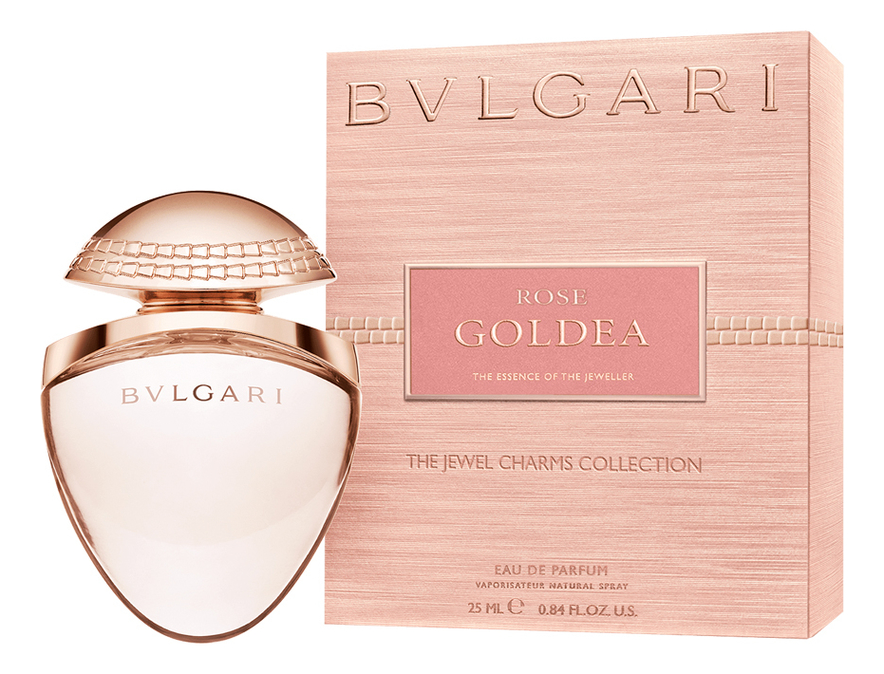 BVLGARI
ROSE
GOLDEA
THE ESSENCE OF THE JEWELLER
THE JEWEL CHARMS COLLECTION
EAU DE PARFUM
VAPORISATEUR NATURAL SPRAY
25 ML ℮ 0.84 FL.OZ. U.S.
BVLGARI